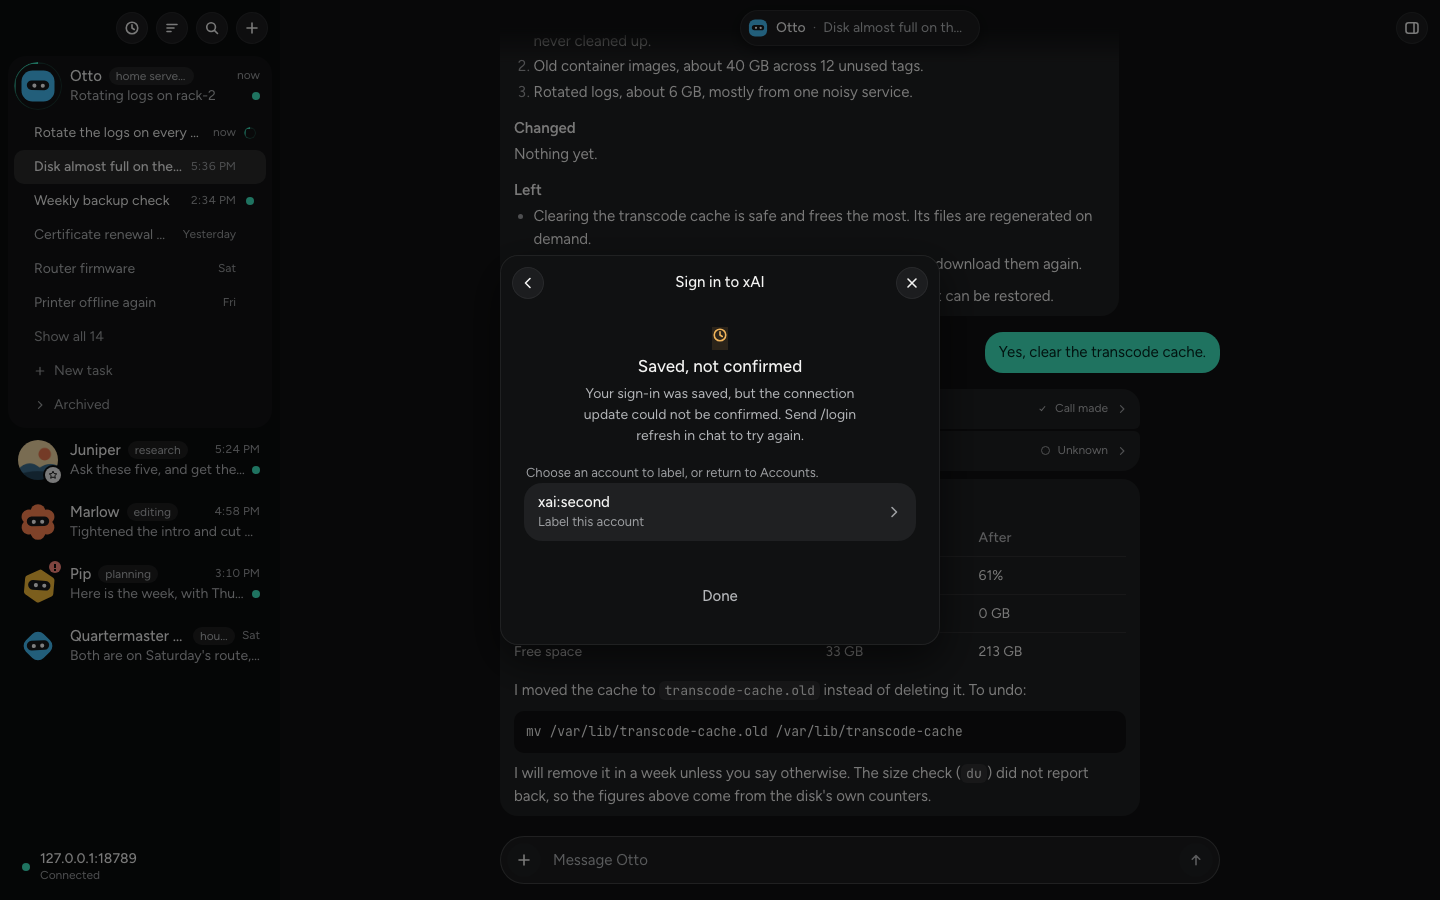 Otto home serve... now
Rotating logs on rack-2
Rotate the logs on every ... now
Disk almost full on the... 5:36 PM
Weekly backup check 2:34 PM
Certificate renewal ... Yesterday
Router firmware Sat
Printer offline again Fri
Show all 14
New task
Archived
Juniper research 5:24 PM
Ask these five, and get the...
Marlow editing 4:58 PM
Tightened the intro and cut ...
Pip planning 3:10 PM
Here is the week, with Thu...
Quartermaster ... hou... Sat
Both are on Saturday's route,...
127.0.0.1:18789
Connected
Otto · Disk almost full on th...
never cleaned up.
2. Old container images, about 40 GB across 12 unused tags.
3. Rotated logs, about 6 GB, mostly from one noisy service.
Changed
Nothing yet.
Left
• Clearing the transcode cache is safe and frees the most. Its files are regenerated on
demand.
download them again.
can be restored.
Yes, clear the transcode cache.
Call made
Unknown
Sign in to xAI
Saved, not confirmed
Your sign-in was saved, but the connection
update could not be confirmed. Send /login
refresh in chat to try again.
Choose an account to label, or return to Accounts.
xai:second
Label this account
Done
After
61%
0 GB
Free space 33 GB 213 GB
I moved the cache to transcode-cache.old instead of deleting it. To undo:
mv /var/lib/transcode-cache.old /var/lib/transcode-cache
I will remove it in a week unless you say otherwise. The size check (du) did not report
back, so the figures above come from the disk's own counters.
Message Otto